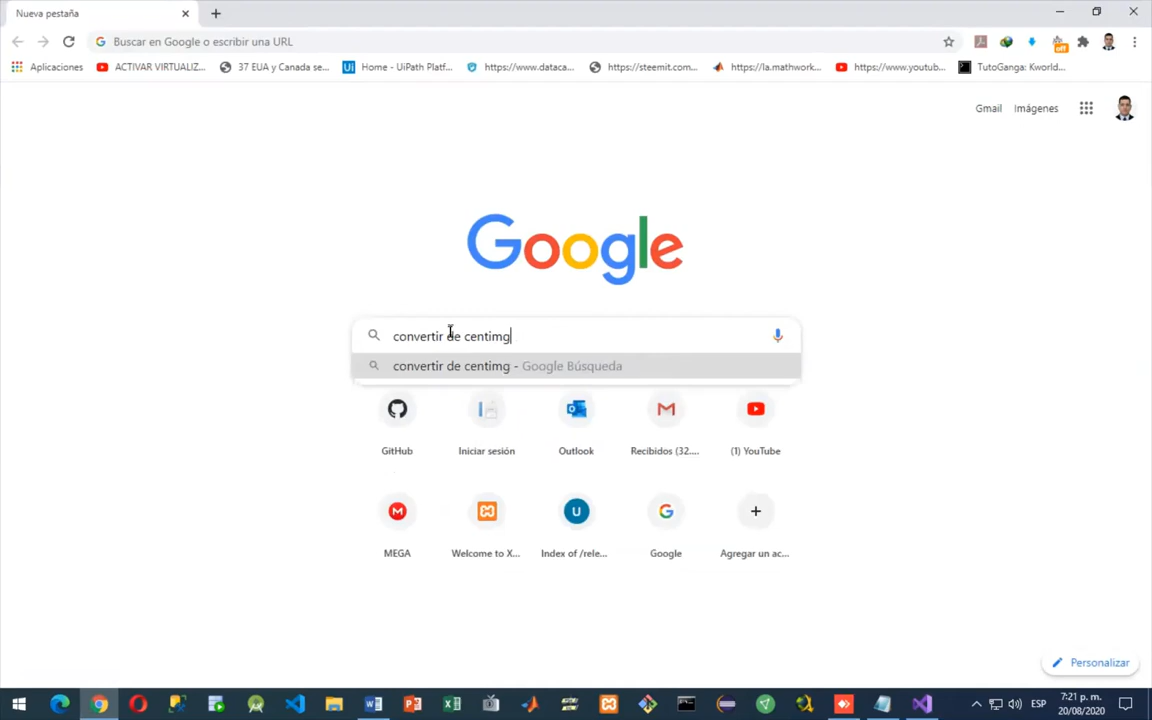 Nueva pestaña
Buscar en Google o escribir una URL
Aplicaciones
ACTIVAR VIRTUALIZ...
37 EUA y Canada se...
Ui Home - UiPath Platf...
https://www.dataca...
https://steemit.com...
https://la.mathwork...
https://www.youtub...
TutoGanga: Kworld...
off
Gmail
Imágenes
Google
convertir de centimg
convertir de centimg - Google Búsqueda
GitHub
Iniciar sesión
Outlook
Recibidos (32....
(1) YouTube
MEGA
Welcome to X...
Index of /rele...
Google
Agregar un ac...
Personalizar
ESP
7:21 p. m.
20/08/2020